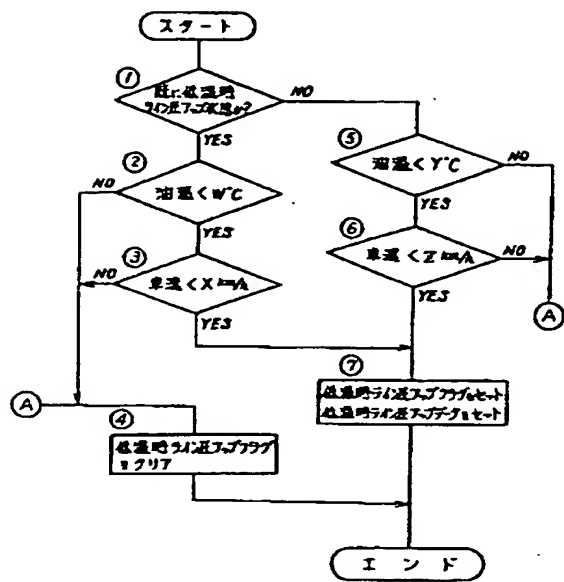 スタート
①
既に低温時
ライン圧アップ状態か?
NO
YES
②
油温<W°C
NO
YES
③
車速<X km/h
NO
YES
⑤
油温<Y°C
NO
YES
⑥
車速<Z km/h
NO
YES
A
⑦
低温時ライン圧アップフラグをセット
低温時ライン圧アップデータをセット
A
④
低温時ライン圧アップフラグ
をクリア
エンド